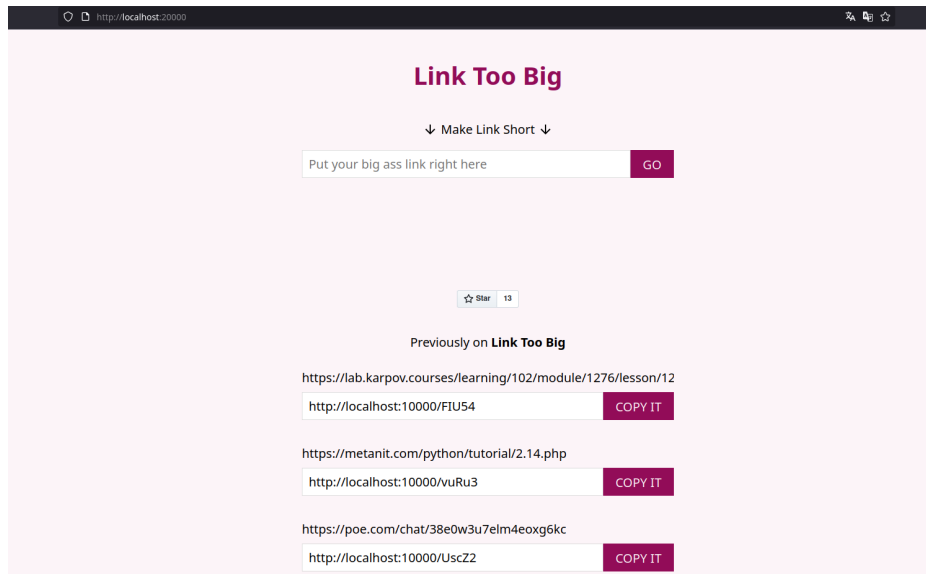 http://localhost:20000
Link Too Big
↓ Make Link Short ↓
Put your big ass link right here
GO
Star 13
Previously on Link Too Big
https://lab.karpov.courses/learning/102/module/1276/lesson/12
http://localhost:10000/FIU54
COPY IT
https://metanit.com/python/tutorial/2.14.php
http://localhost:10000/vuRu3
COPY IT
https://poe.com/chat/38e0w3u7elm4eoxg6kc
http://localhost:10000/UscZ2
COPY IT